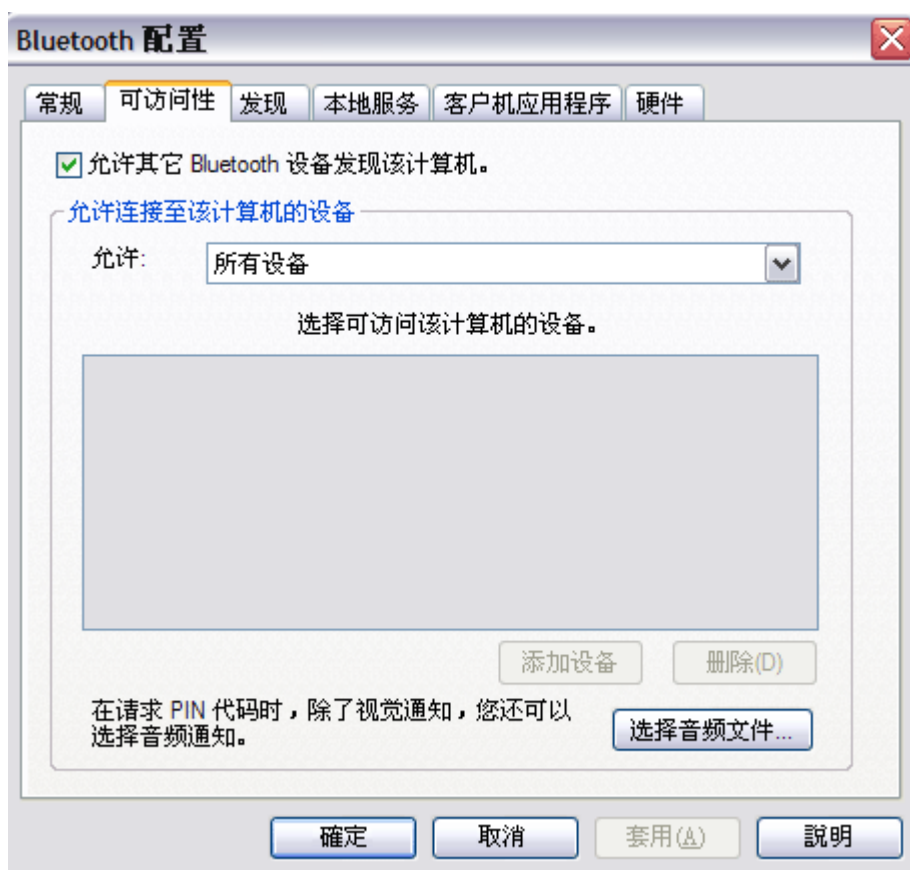 Bluetooth 配置
常规 可访问性 发现 本地服务 客户机应用程序 硬件
允许其它 Bluetooth 设备发现该计算机。
允许连接至该计算机的设备
允许: 所有设备
选择可访问该计算机的设备。
添加设备 删除(D)
在请求 PIN 代码时，除了视觉通知，您还可以
选择音频通知。
选择音频文件...
確定 取消 套用(A) 說明